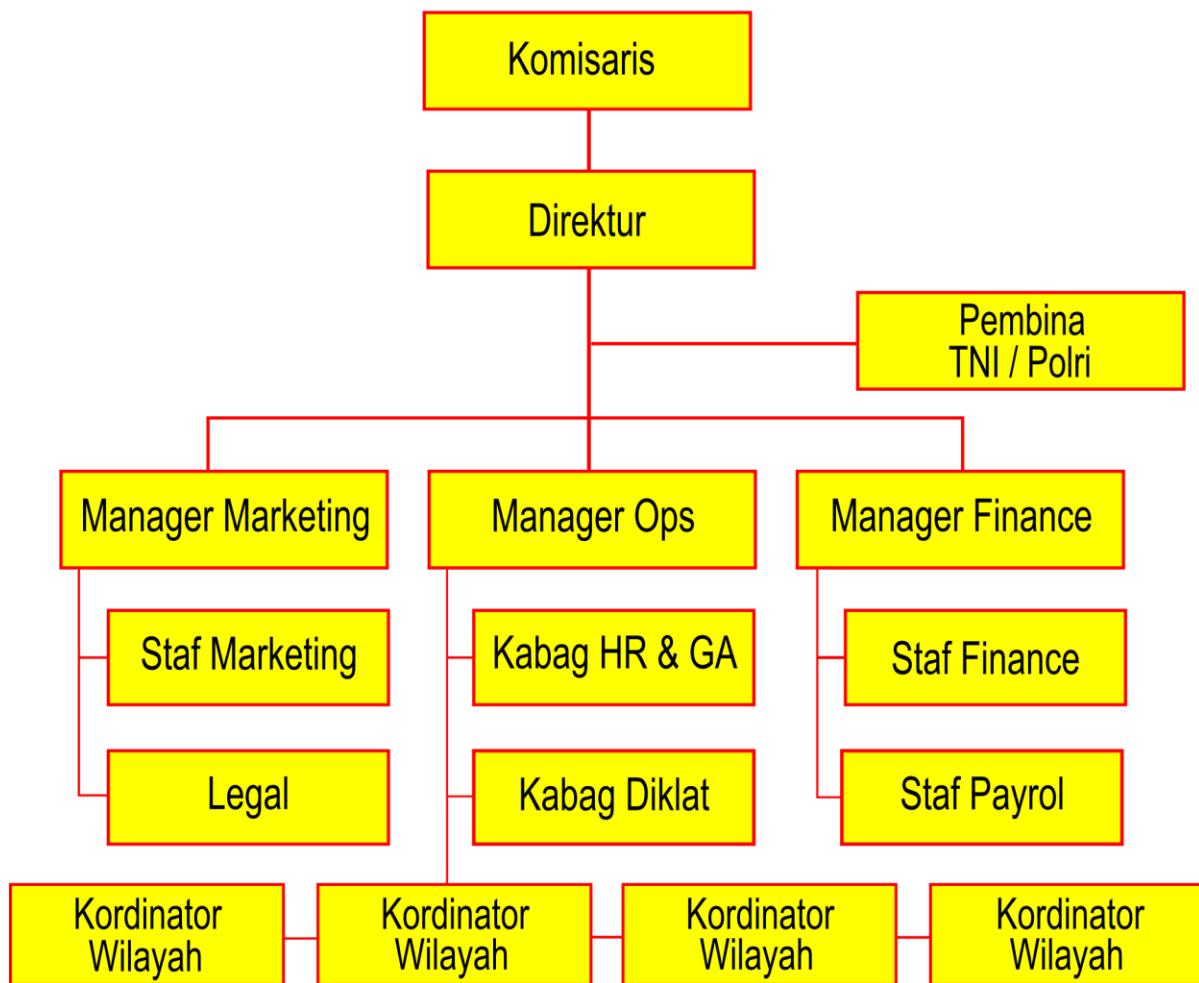 Komisaris
Direktur
Pembina
TNI / Polri
Manager Marketing
Manager Ops
Manager Finance
Staf Marketing
Kabag HR & GA
Staf Finance
Legal
Kabag Diklat
Staf Payrol
Kordinator
Wilayah
Kordinator
Wilayah
Kordinator
Wilayah
Kordinator
Wilayah